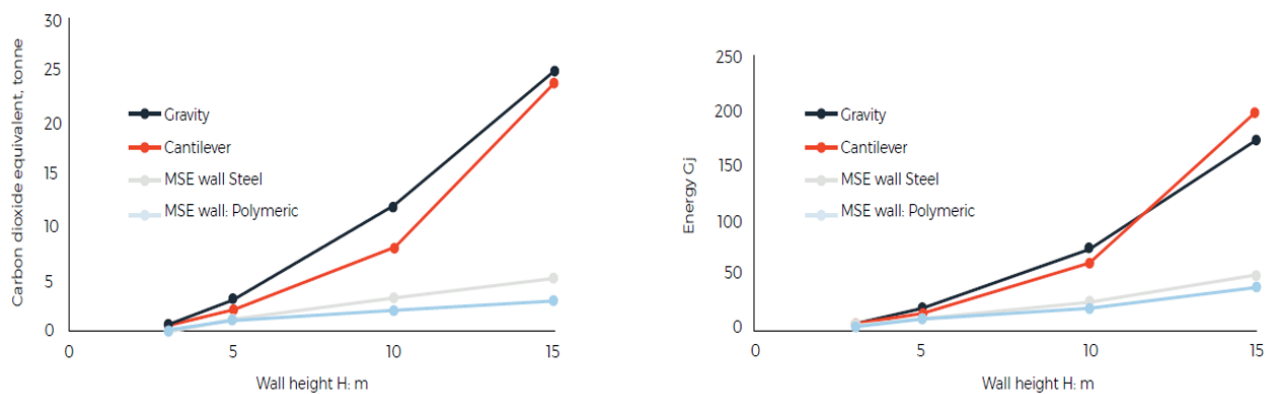 Carbon dioxide equivalent, tonne
30
25
20
15
10
5
0
Gravity
Cantilever
MSE wall Steel
MSE wall: Polymeric
0 5 10 15
Wall height H: m
Energy Gj
250
200
150
100
50
0
Gravity
Cantilever
MSE wall Steel
MSE wall: Polymeric
0 5 10 15
Wall height H: m